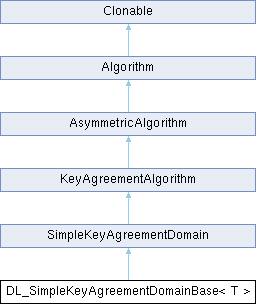 Clonable
Algorithm
AsymmetricAlgorithm
KeyAgreementAlgorithm
SimpleKeyAgreementDomain
DL_SimpleKeyAgreementDomainBase< T >